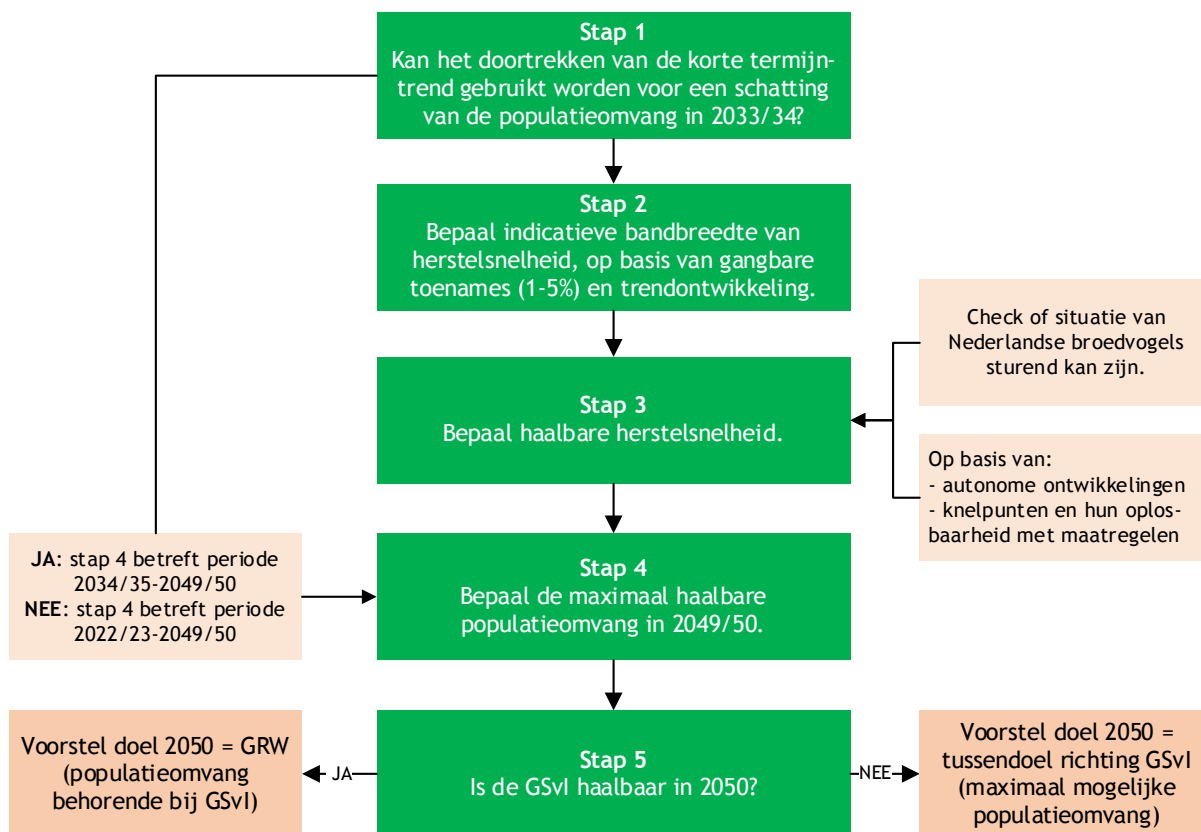 Stap 1
Kan het doortrekken van de korte termijn-
trend gebruikt worden voor een schatting
van de populatieomvang in 2033/34?
Stap 2
Bepaal indicatieve bandbreedte van
herstelsnelheid, op basis van gangbare
toenames (1-5%) en trendontwikkeling.
Check of situatie van
Nederlandse broedvogels
sturend kan zijn.
Stap 3
Bepaal haalbare herstelsnelheid.
Op basis van:
- autonome ontwikkelingen
- knelpunten en hun oplos-
baarheid met maatregelen
JA: stap 4 betreft periode
2034/35-2049/50
NEE: stap 4 betreft periode
2022/23-2049/50
Stap 4
Bepaal de maximaal haalbare
populatieomvang in 2049/50.
Voorstel doel 2050 = GRW
(populatieomvang
behorende bij GSvI)
JA
Stap 5
Is de GSvI haalbaar in 2050?
NEE
Voorstel doel 2050 =
tussendoel richting GSvI
(maximaal mogelijke
populatieomvang)